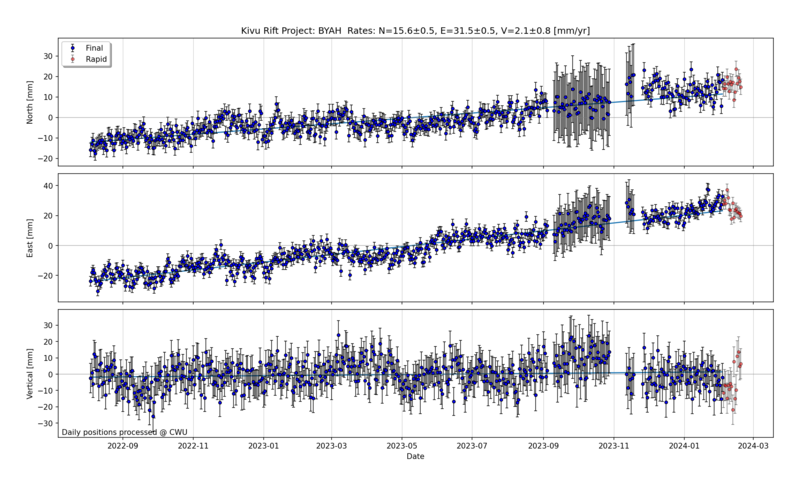 Kivu Rift Project: BYAH Rates: N=15.6±0.5, E=31.5±0.5, V=2.1±0.8 [mm/yr]
Final
Rapid
North [mm]
30
20
10
0
−10
−20
East [mm]
40
20
0
−20
Vertical [mm]
30
20
10
0
−10
−20
−30
Daily positions processed @ CWU
2022-09 2022-11 2023-01 2023-03 2023-05 2023-07 2023-09 2023-11 2024-01 2024-03
Date